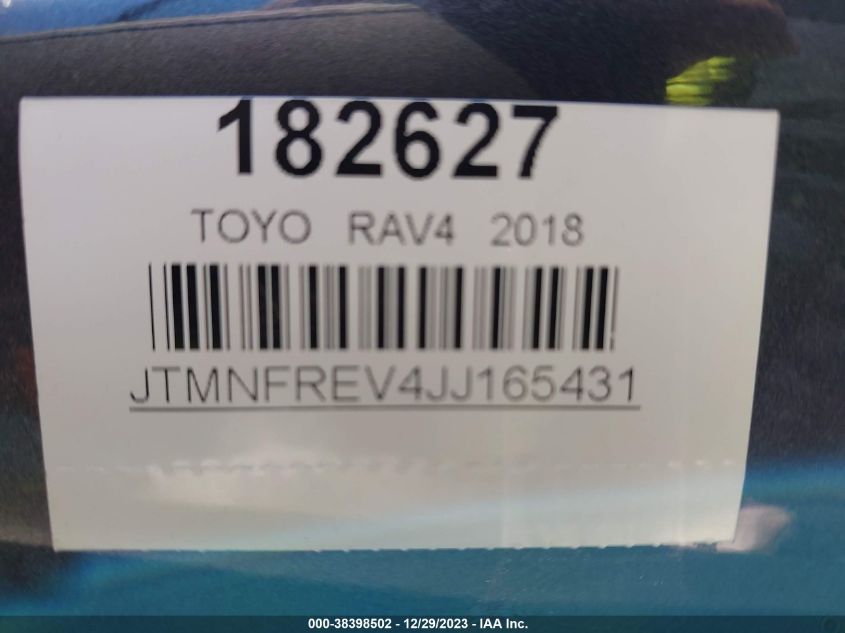 182627
TOYO RAV4 2018
JTMNFREV4JJ165431
000-38398502 - 12/29/2023 - IAA Inc.